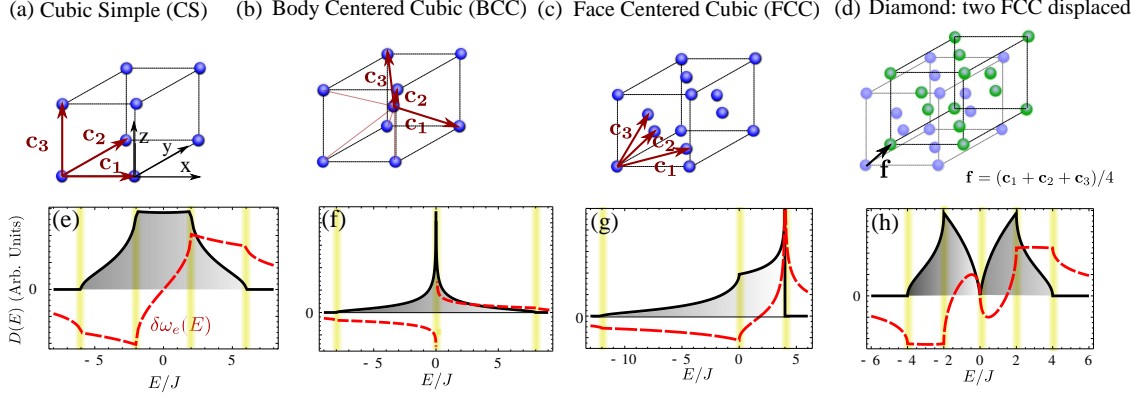 (a) Cubic Simple (CS)
(b) Body Centered Cubic (BCC)
(c) Face Centered Cubic (FCC)
(d) Diamond: two FCC displaced
c₃ c₂ c₁ z y x
c₃ c₂ c₁
c₃ c₂ c₁
f
f = (c₁ + c₂ + c₃)/4
D(E) (Arb. Units)
(e)
0
δωₑ(E)
- 5 0 5
E/J
(f)
0
- 5 0 5
E/J
(g)
0
- 10 - 5 0 5
E/J
(h)
0
- 6 - 4 - 2 0 2 4 6
E/J